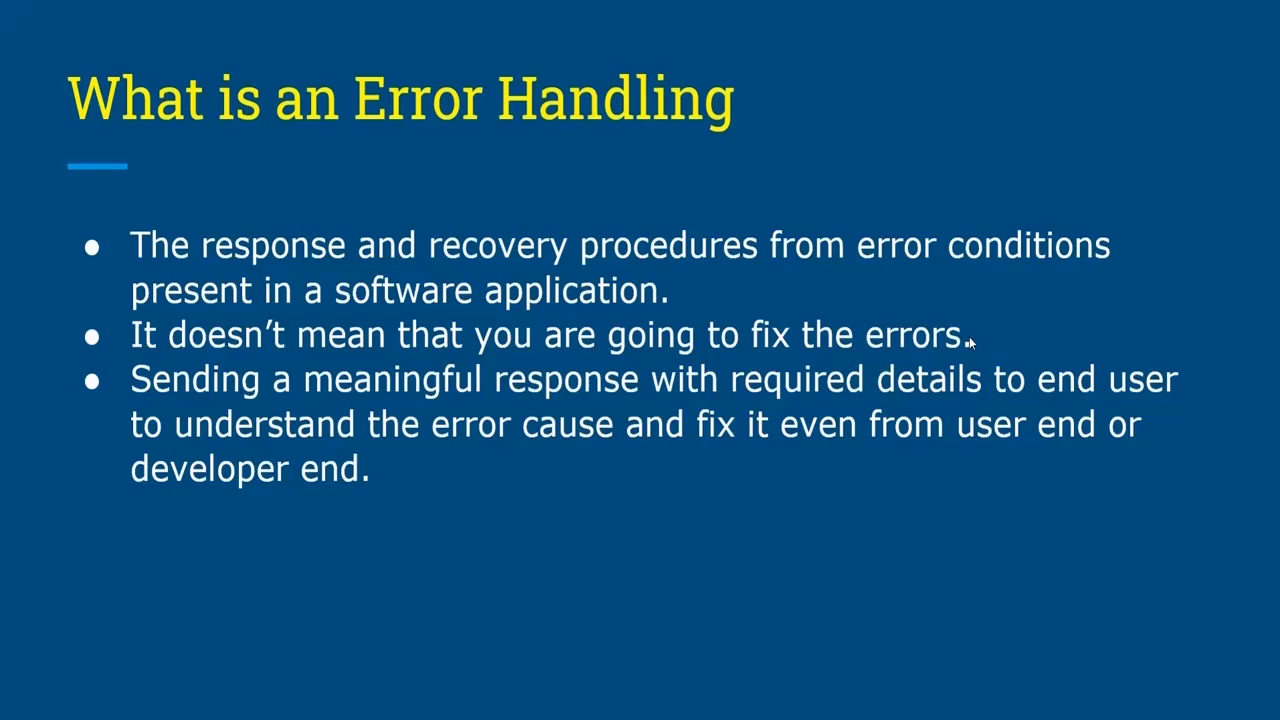 What is an Error Handling
● The response and recovery procedures from error conditions
present in a software application.
● It doesn’t mean that you are going to fix the errors.
● Sending a meaningful response with required details to end user
to understand the error cause and fix it even from user end or
developer end.